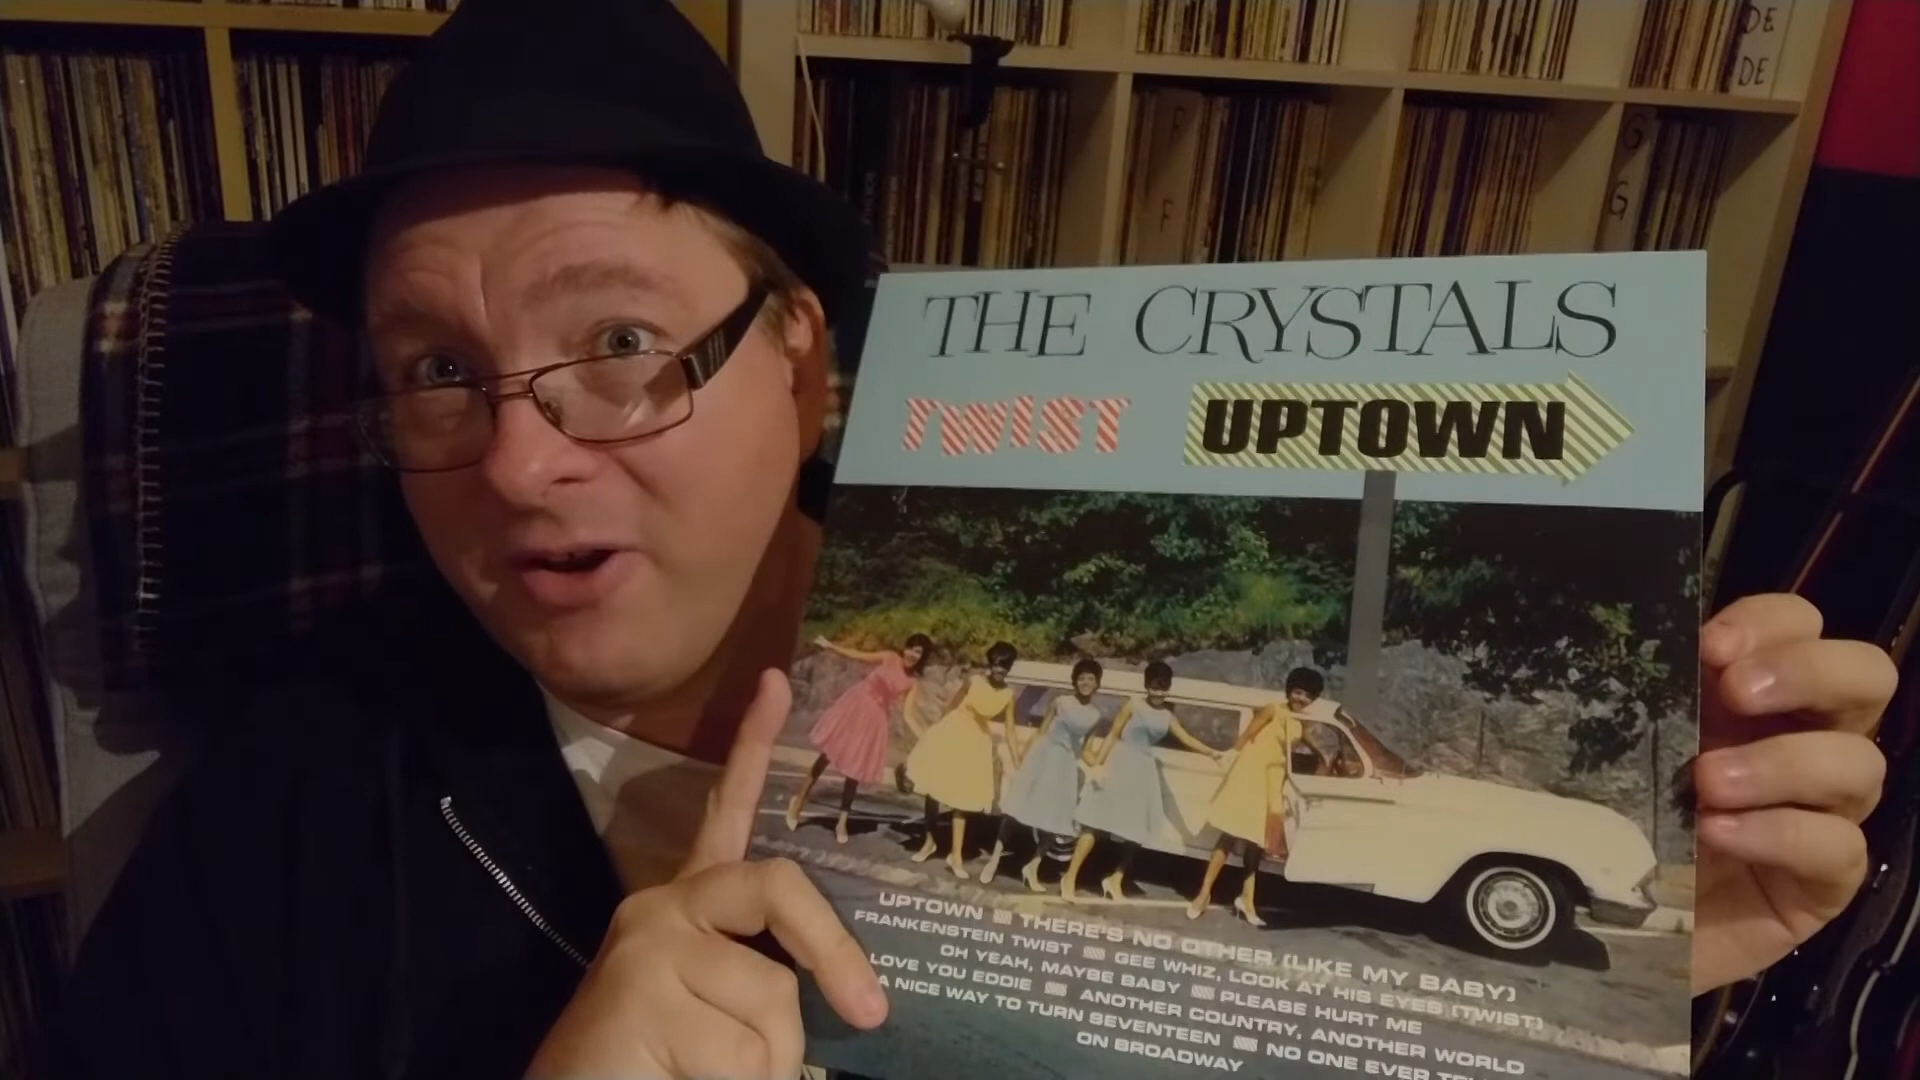 DE
DE
F
F
G
G
THE CRYSTALS
TWIST UPTOWN
UPTOWN THERE'S NO OTHER (LIKE MY BABY)
FRANKENSTEIN TWIST GEE WHIZ, LOOK AT HIS EYES (TWIST)
OH YEAH, MAYBE BABY PLEASE HURT ME
LOVE YOU EDDIE ANOTHER COUNTRY, ANOTHER WORLD
A NICE WAY TO TURN SEVENTEEN NO ONE EVER
ON BROADWAY